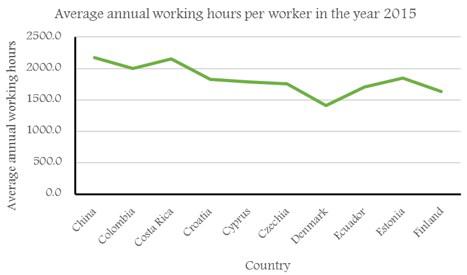 Average annual working hours per worker in the year 2015
Average annual working hours
2500.0
2000.0
1500.0
1000.0
500.0
0.0
China
Colombia
Costa Rica
Croatia
Cyprus
Czechia
Denmark
Ecuador
Estonia
Finland
Country